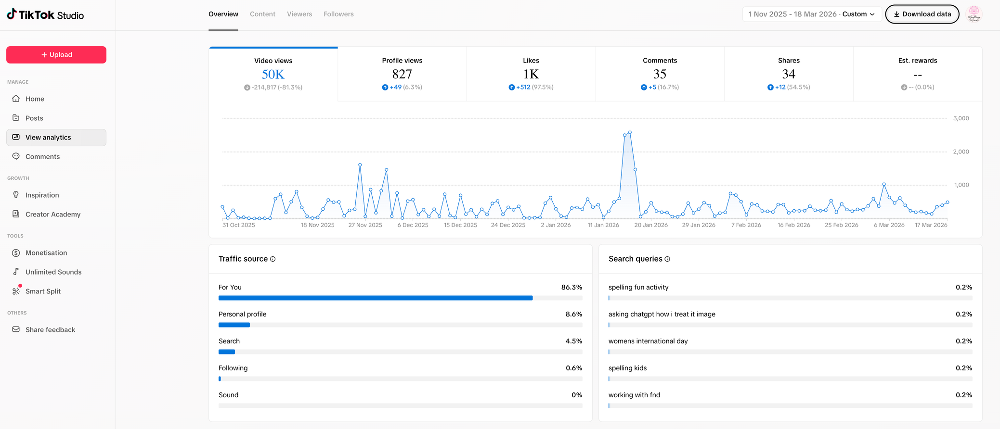 TikTok Studio
Overview Content Viewers Followers
1 Nov 2025 - 18 Mar 2026 · Custom
Download data
Kindling Minds
+ Upload
MANAGE
Home
Posts
View analytics
Comments
GROWTH
Inspiration
Creator Academy
TOOLS
Monetisation
Unlimited Sounds
Smart Split
OTHERS
Share feedback
Video views
50K
-214,817 (-81.3%)
Profile views
827
+49 (6.3%)
Likes
1K
+512 (97.5%)
Comments
35
+5 (16.7%)
Shares
34
+12 (54.5%)
Est. rewards
--
-- (0.0%)
3,000
2,000
1,000
31 Oct 2025 18 Nov 2025 27 Nov 2025 6 Dec 2025 15 Dec 2025 24 Dec 2025 2 Jan 2026 11 Jan 2026 20 Jan 2026 29 Jan 2026 7 Feb 2026 16 Feb 2026 25 Feb 2026 6 Mar 2026 17 Mar 2026
Traffic source
For You 86.3%
Personal profile 8.6%
Search 4.5%
Following 0.6%
Sound 0%
Search queries
spelling fun activity 0.2%
asking chatgpt how i treat it image 0.2%
womens international day 0.2%
spelling kids 0.2%
working with fnd 0.2%